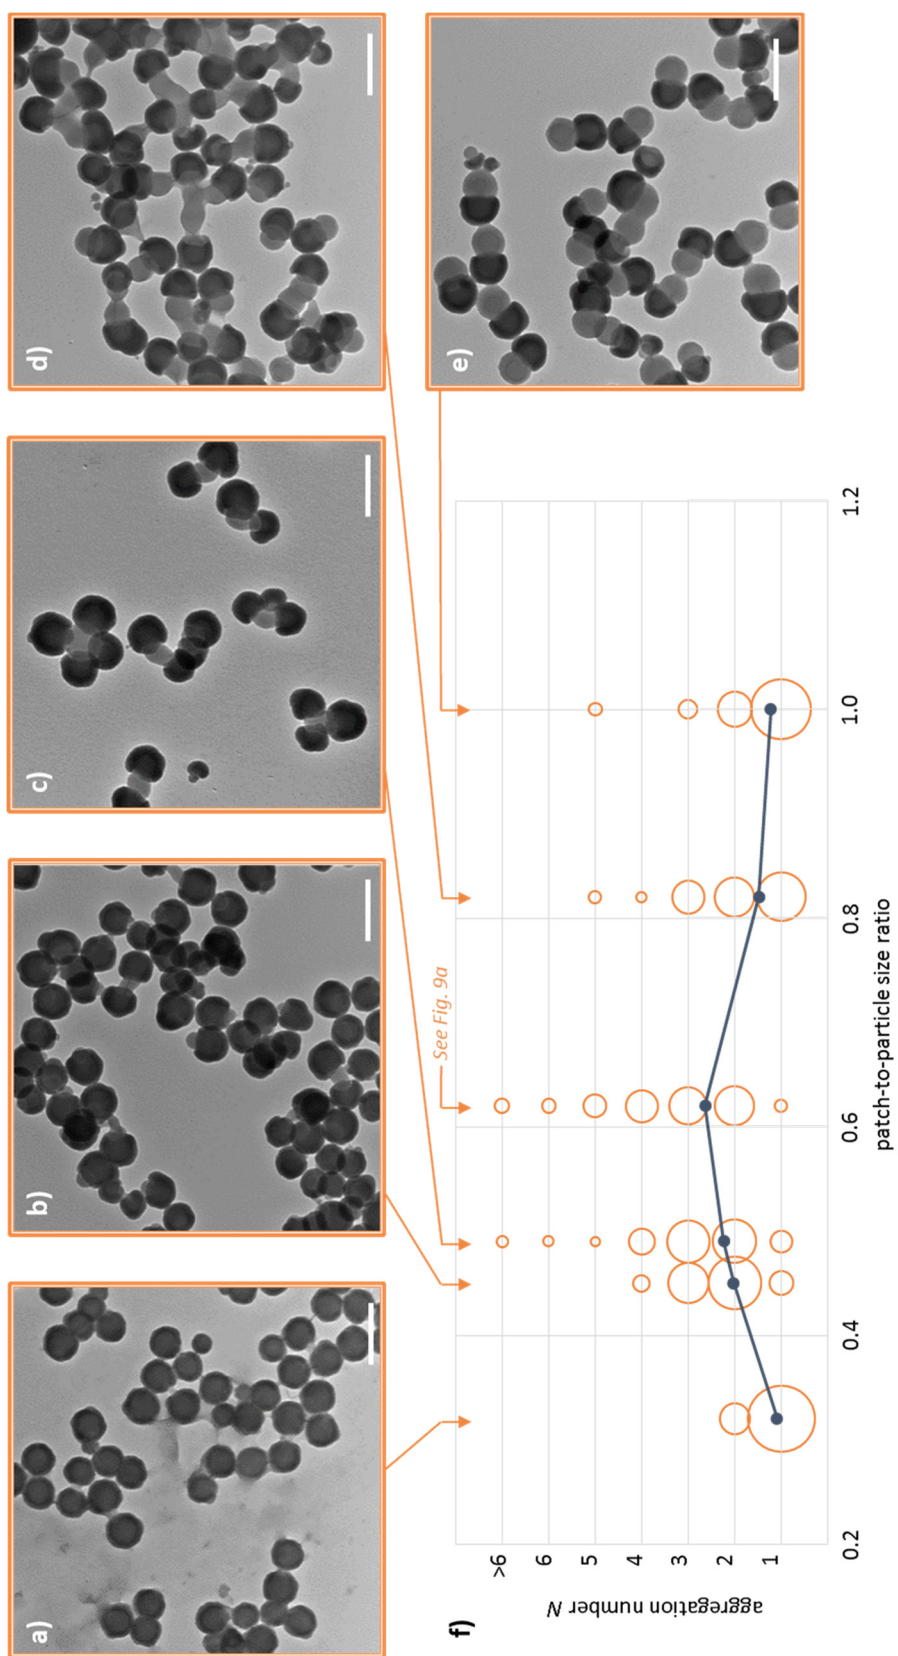 a)
b)
c)
d)
e)
f)
See Fig. 9a
aggregation number N
>6
6
5
4
3
2
1
0.2
0.4
0.6
0.8
1.0
1.2
patch-to-particle size ratio